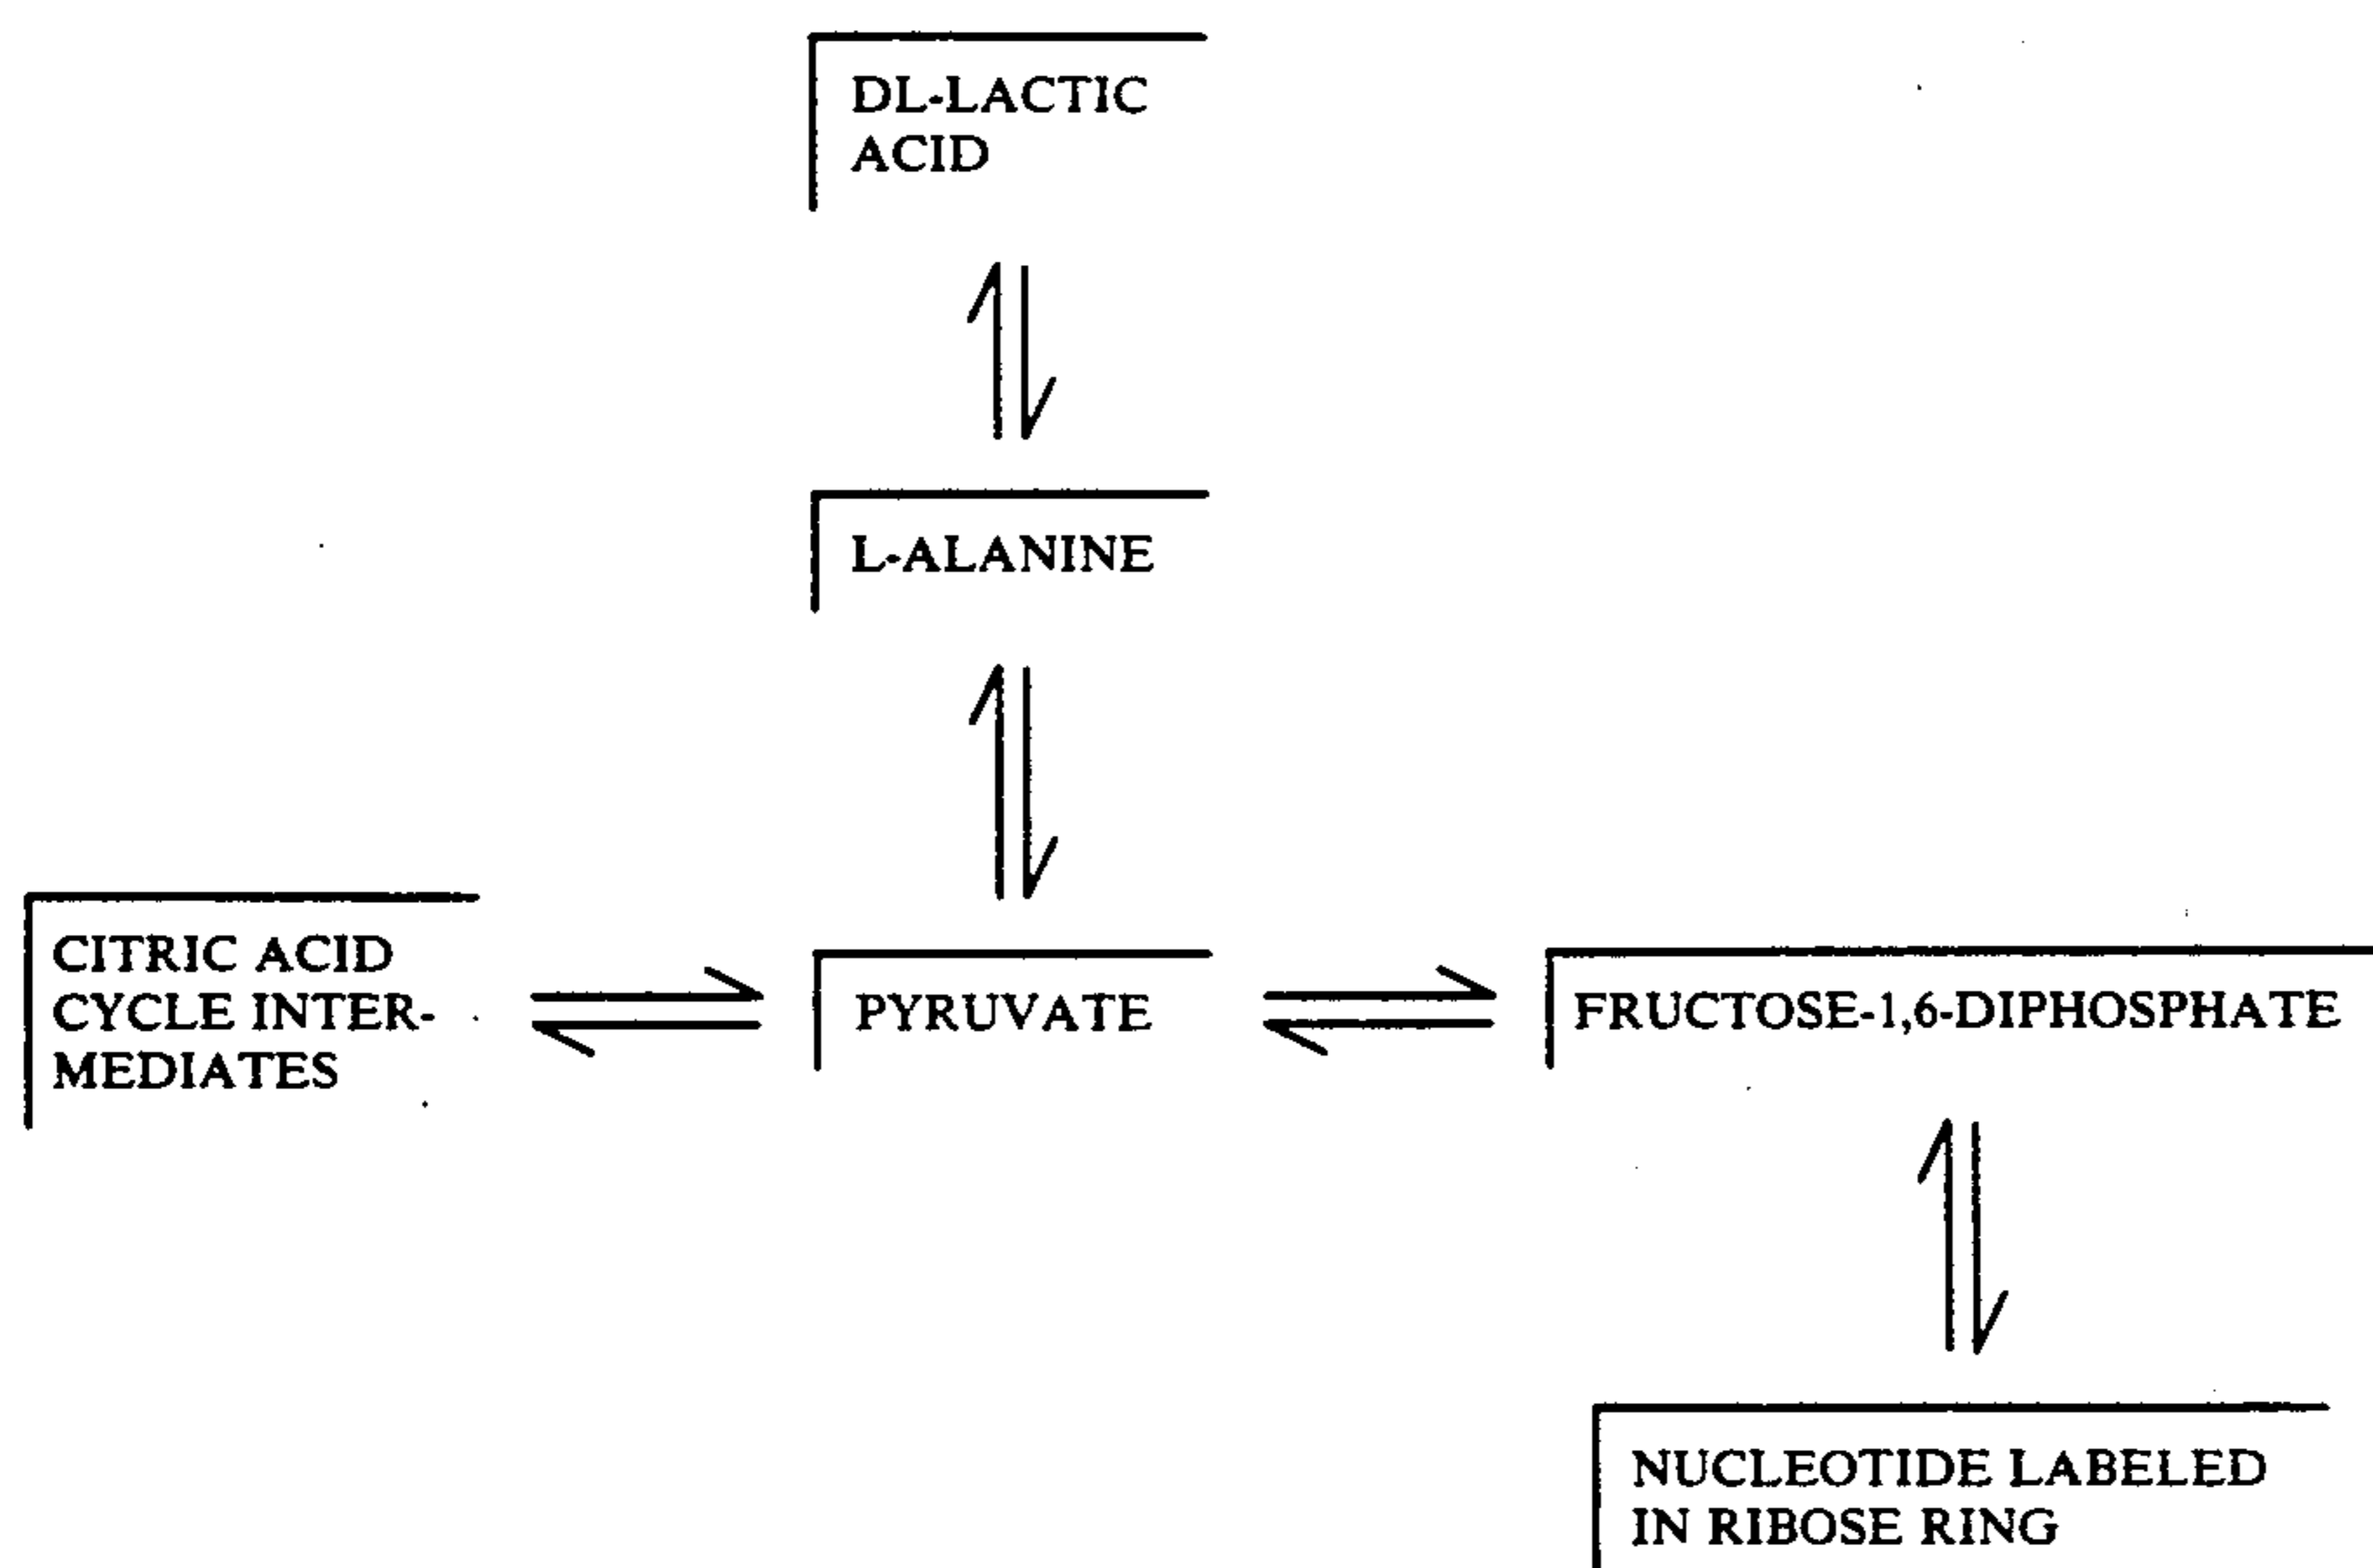 DL-LACTIC
ACID
L-ALANINE
CITRIC ACID
CYCLE INTER-
MEDIATES
PYRUVATE
FRUCTOSE-1,6-DIPHOSPHATE
NUCLEOTIDE LABELED
IN RIBOSE RING